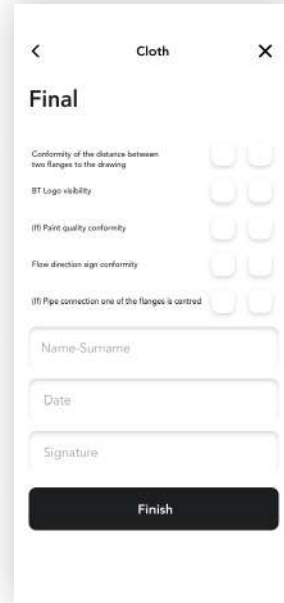 Cloth
Final
Conformity of the distance between
two flanges to the drawing
BT Logo visibility
(If) Paint quality conformity
Flow direction sign conformity
(If) Pipe connection one of the flanges is centred
Name-Surname
Date
Signature
Finish